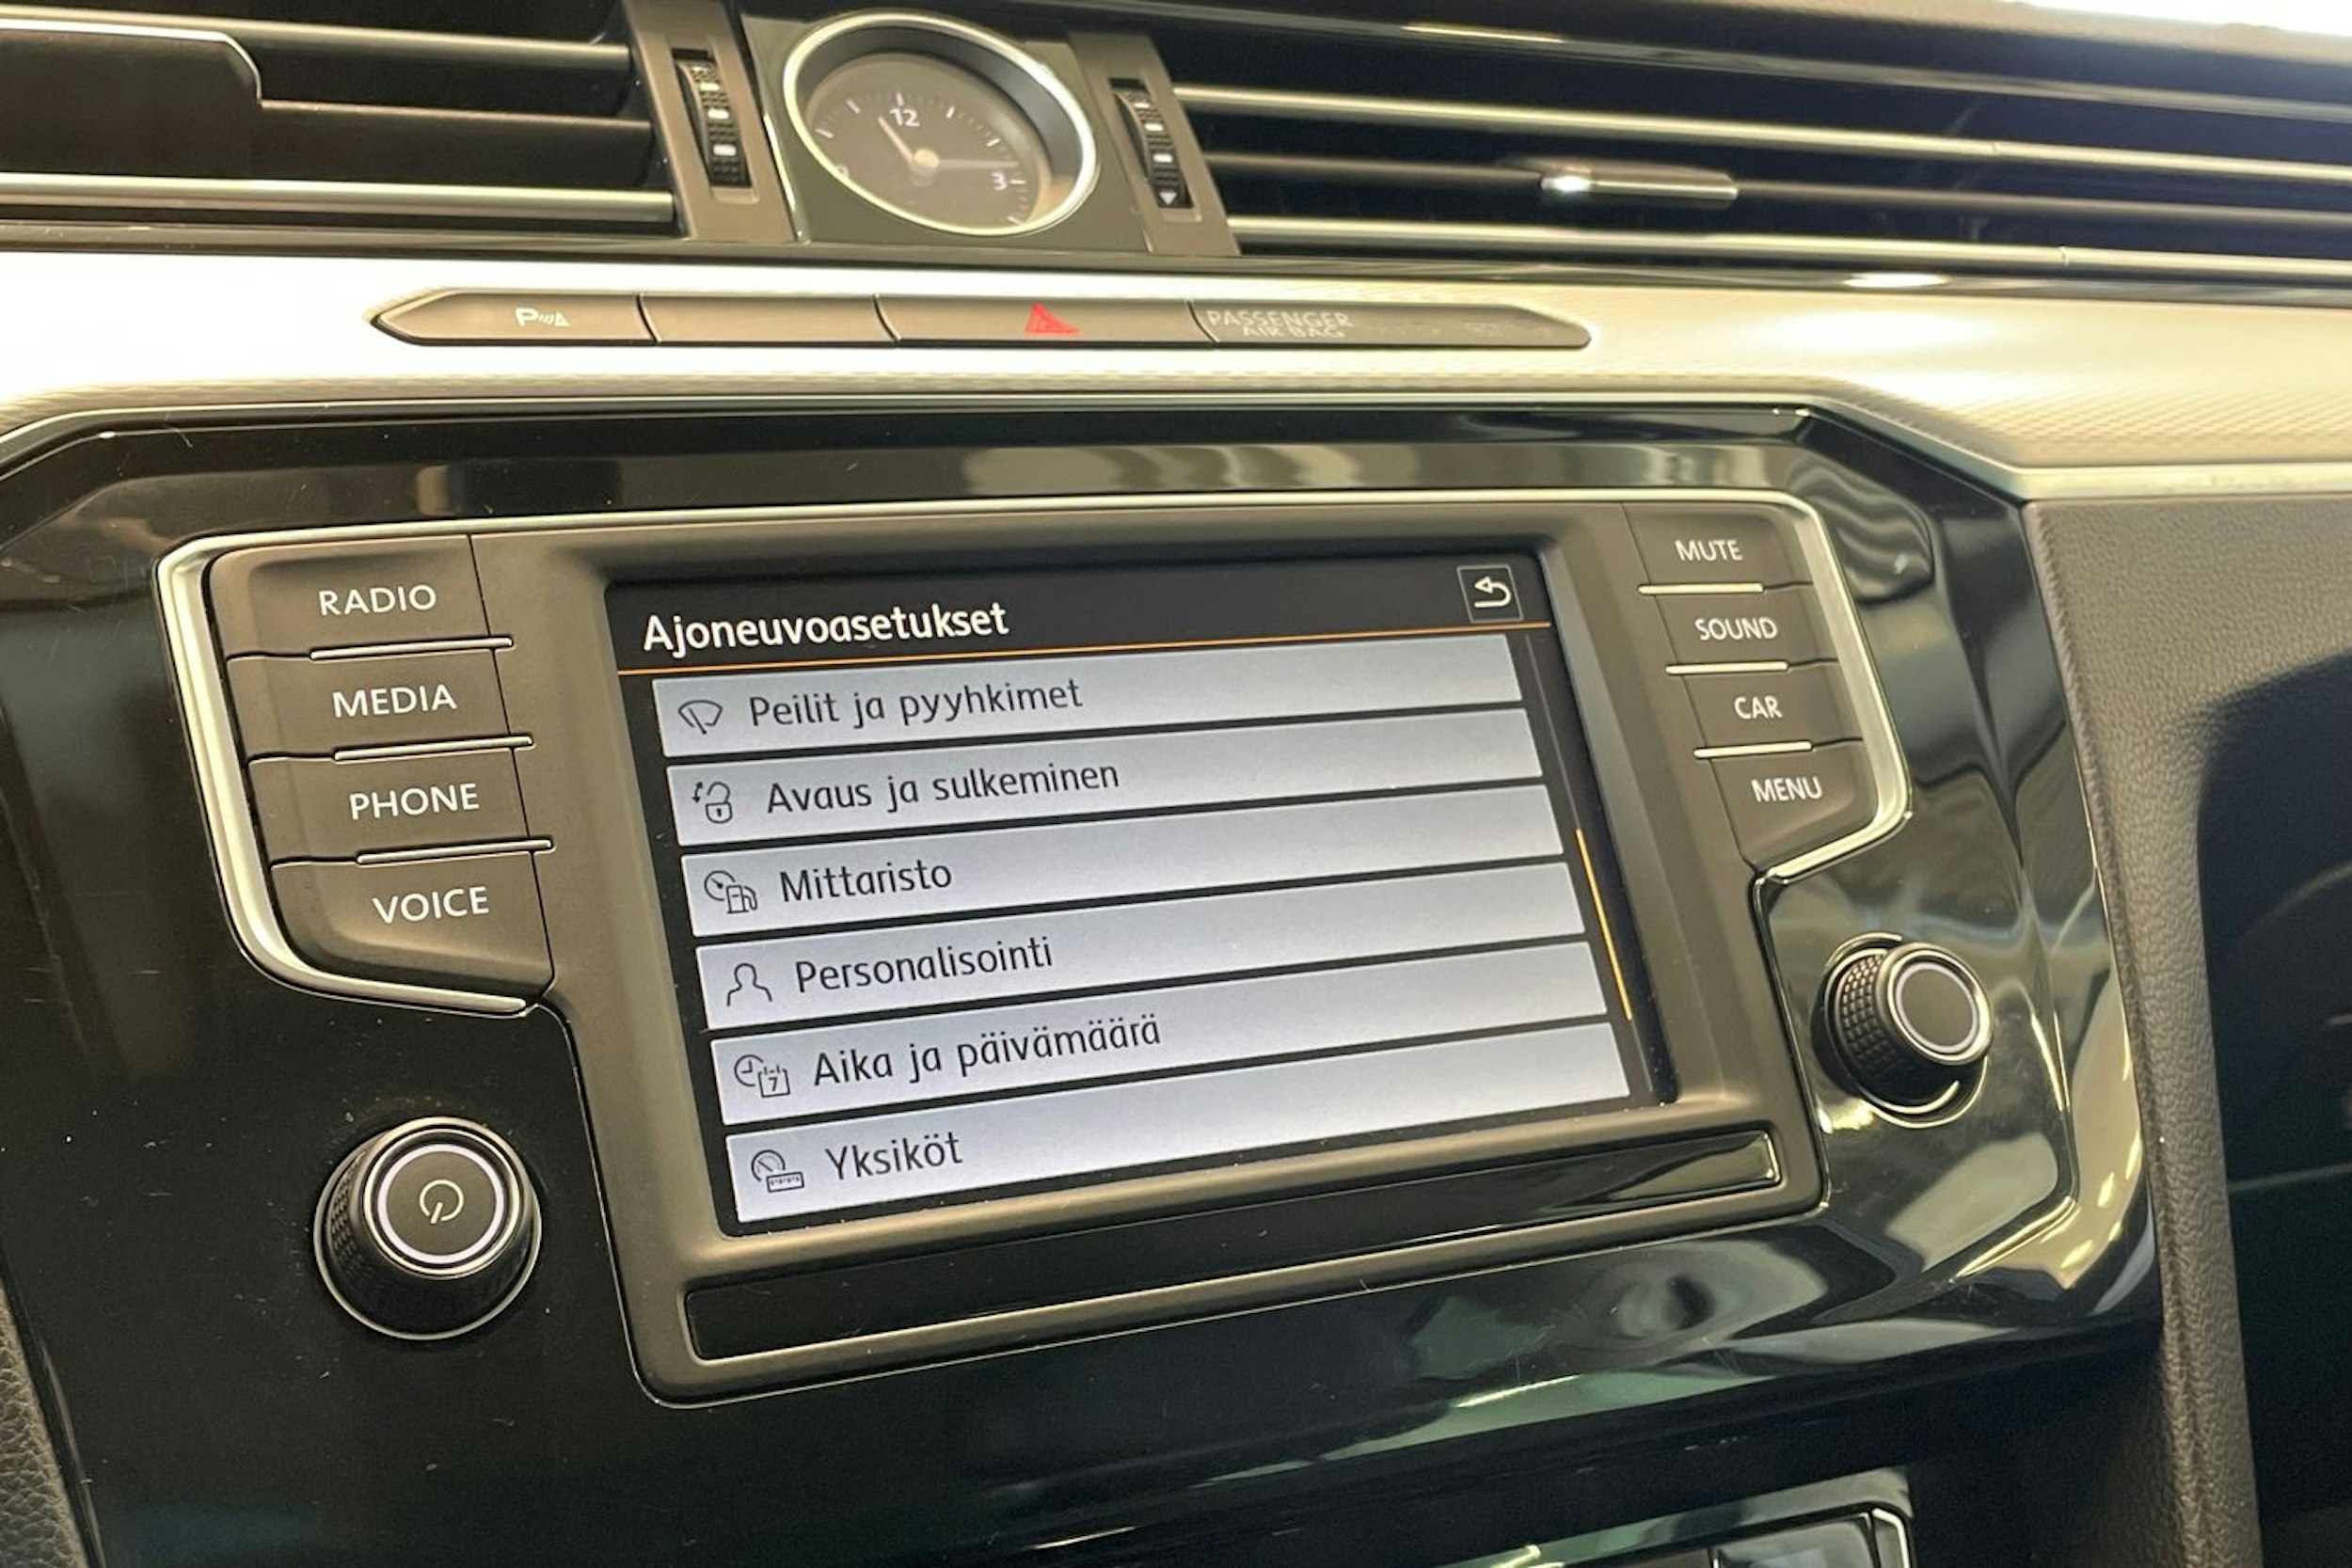 12
3
P
PASSENGER
AIR BAG
RADIO
MEDIA
PHONE
VOICE
Ajoneuvoasetukset
Peilit ja pyyhkimet
Avaus ja sulkeminen
Mittaristo
Personalisointi
Aika ja päivämäärä
7
Yksiköt
MUTE
SOUND
CAR
MENU